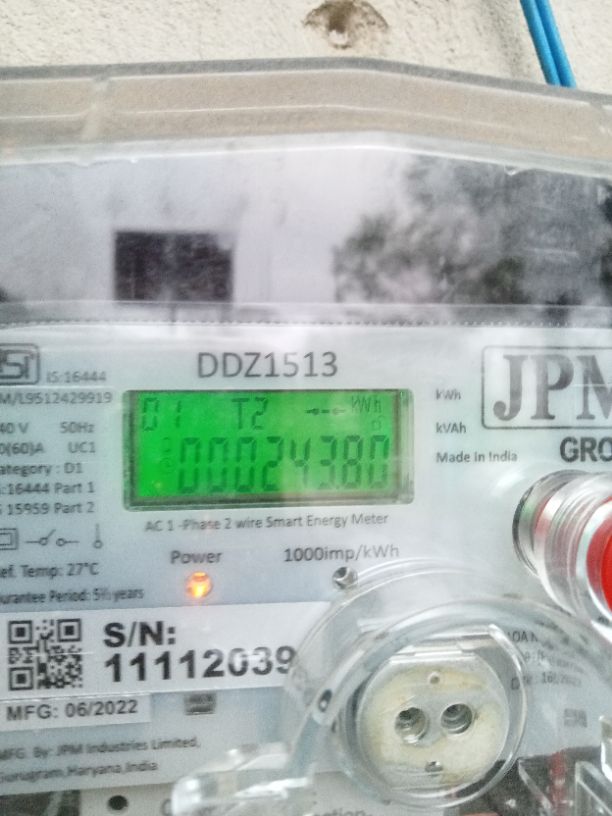 IS:16444
DDZ1513
JPM
M/L9512429919
kWh
40 V 50Hz
01 T2 kWh
kVAh
0(60)A UC1
00024380
Made In India
GRO
ategory : D1
:16444 Part 1
15959 Part 2
AC 1 -Phase 2 wire Smart Energy Meter
ef. Temp: 27°C
Power
1000imp/kWh
urantee Period: 5½ years
S/N:
11112039
MFG: 06/2022
MFG. By: JPM Industries Limited,
Gurugram,Haryana,India